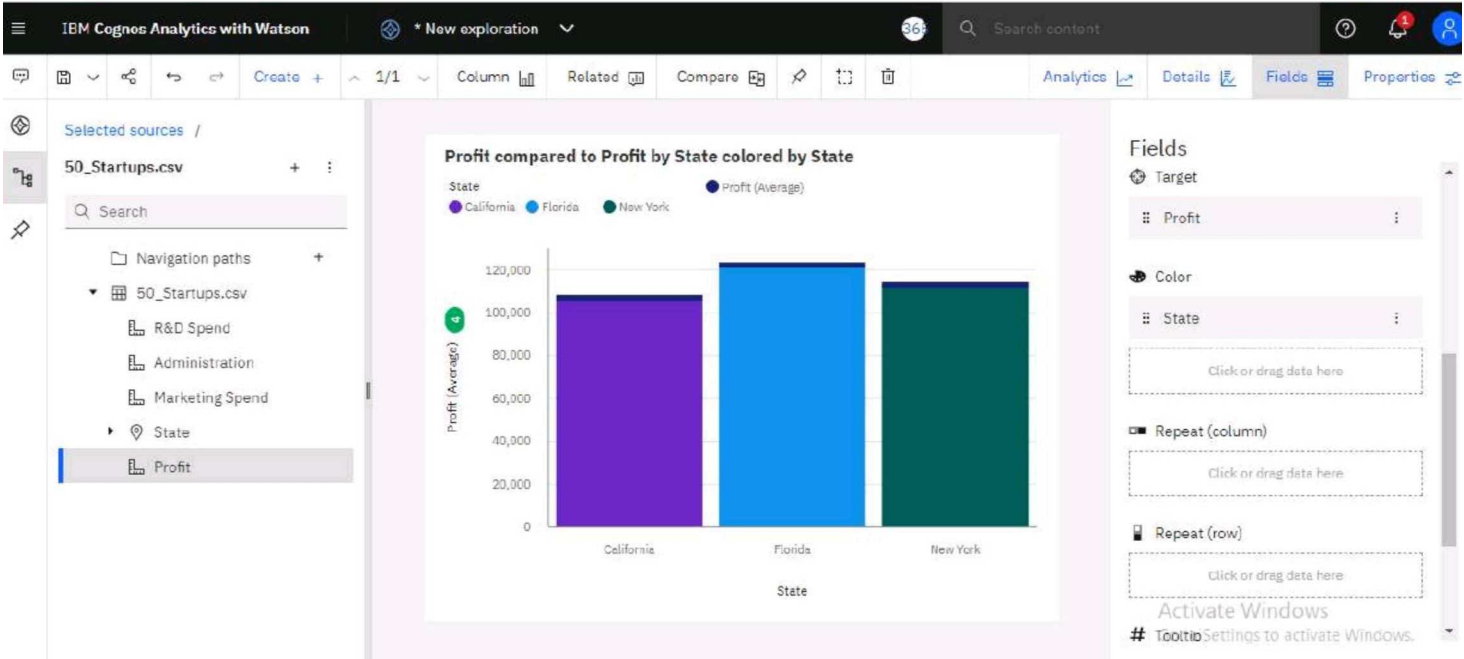 IBM Cognos Analytics with Watson
* New exploration
Search content
1
Create +
1/1
Column
Related
Compare
Analytics
Details
Fields
Properties
Selected sources /
50_Startups.csv
Search
Navigation paths
50_Startups.csv
R&D Spend
Administration
Marketing Spend
State
Profit
Profit compared to Profit by State colored by State
State
Profit (Average)
California
Florida
New York
120,000
100,000
80,000
60,000
40,000
20,000
0
Profit (Average)
4
California
Florida
New York
State
Fields
Target
Profit
Color
State
Click or drag data here
Repeat (column)
Click or drag data here
Repeat (row)
Click or drag data here
Activate Windows
Settings to activate Windows.